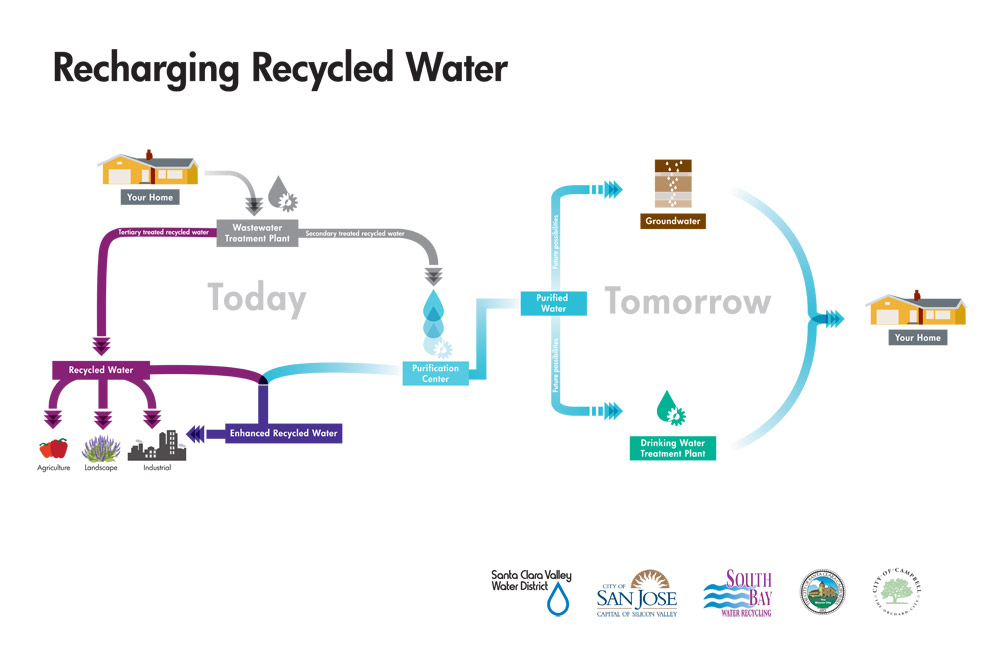 Recharging Recycled Water
Your Home
Wastewater
Treatment Plant
Tertiary treated recycled water
Secondary treated recycled water
Today
Recycled Water
Purification
Center
Enhanced Recycled Water
Agriculture
Landscape
Industrial
Purified
Water
Future possibilities
Future possibilities
Tomorrow
Groundwater
Drinking Water
Treatment Plant
Your Home
Santa Clara Valley
Water District
CITY OF
SAN JOSE
CAPITAL OF SILICON VALLEY
SOUTH
BAY
WATER RECYCLING
CITY OF CAMPBELL
THE ORCHARD CITY